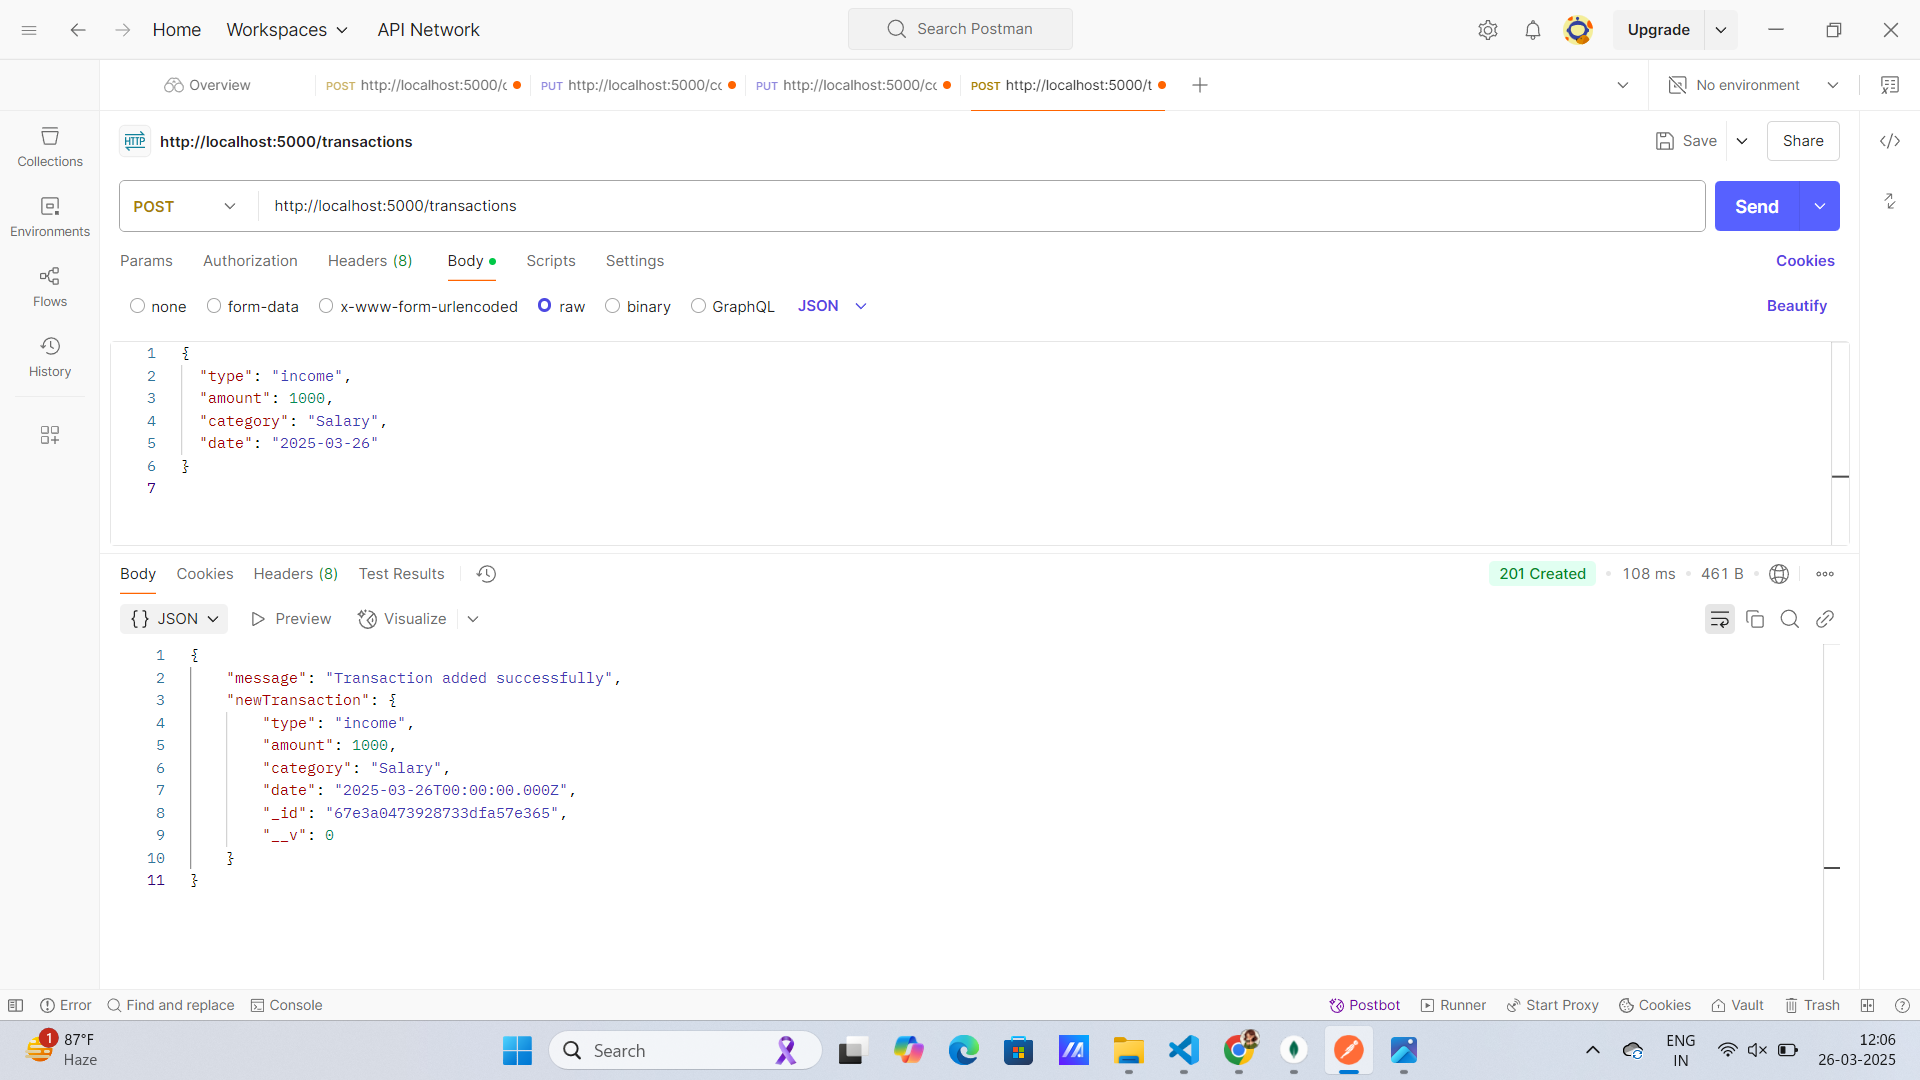 Home Workspaces API Network Search Postman Upgrade
Overview POST http://localhost:5000/c PUT http://localhost:5000/cc PUT http://localhost:5000/cc POST http://localhost:5000/t No environment
HTTP http://localhost:5000/transactions Save Share
Collections
POST http://localhost:5000/transactions Send
Environments
Params Authorization Headers (8) Body Scripts Settings Cookies
Flows
none form-data x-www-form-urlencoded raw binary GraphQL JSON Beautify
History
1 {
2 "type": "income",
3 "amount": 1000,
4 "category": "Salary",
5 "date": "2025-03-26"
6 }
7
Body Cookies Headers (8) Test Results 201 Created 108 ms 461 B
{} JSON Preview Visualize
1 {
2 "message": "Transaction added successfully",
3 "newTransaction": {
4 "type": "income",
5 "amount": 1000,
6 "category": "Salary",
7 "date": "2025-03-26T00:00:00.000Z",
8 "_id": "67e3a0473928733dfa57e365",
9 "__v": 0
10 }
11 }
Error Find and replace Console Postbot Runner Start Proxy Cookies Vault Trash
1 87°F
Haze
Search
ENG
IN
12:06
26-03-2025